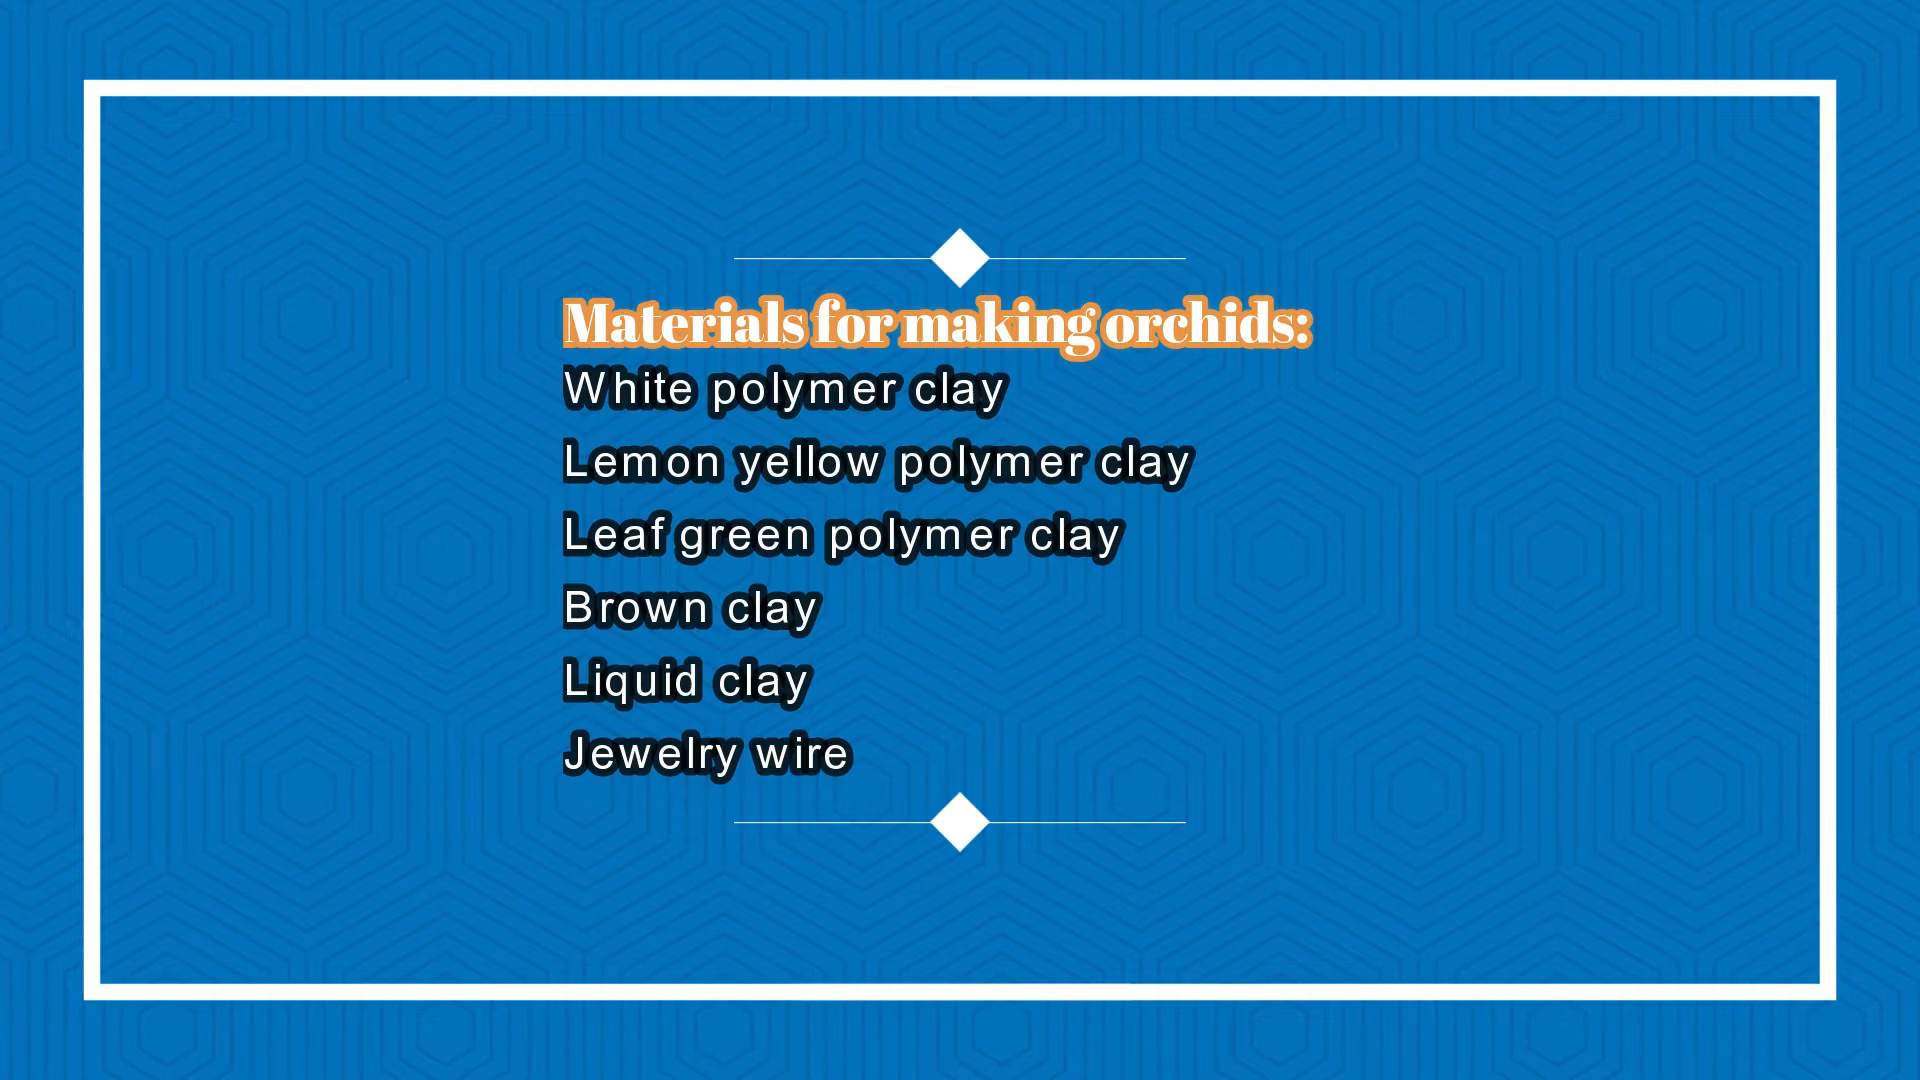 Materials for making orchids:
White polymer clay
Lemon yellow polymer clay
Leaf green polymer clay
Brown clay
Liquid clay
Jewelry wire